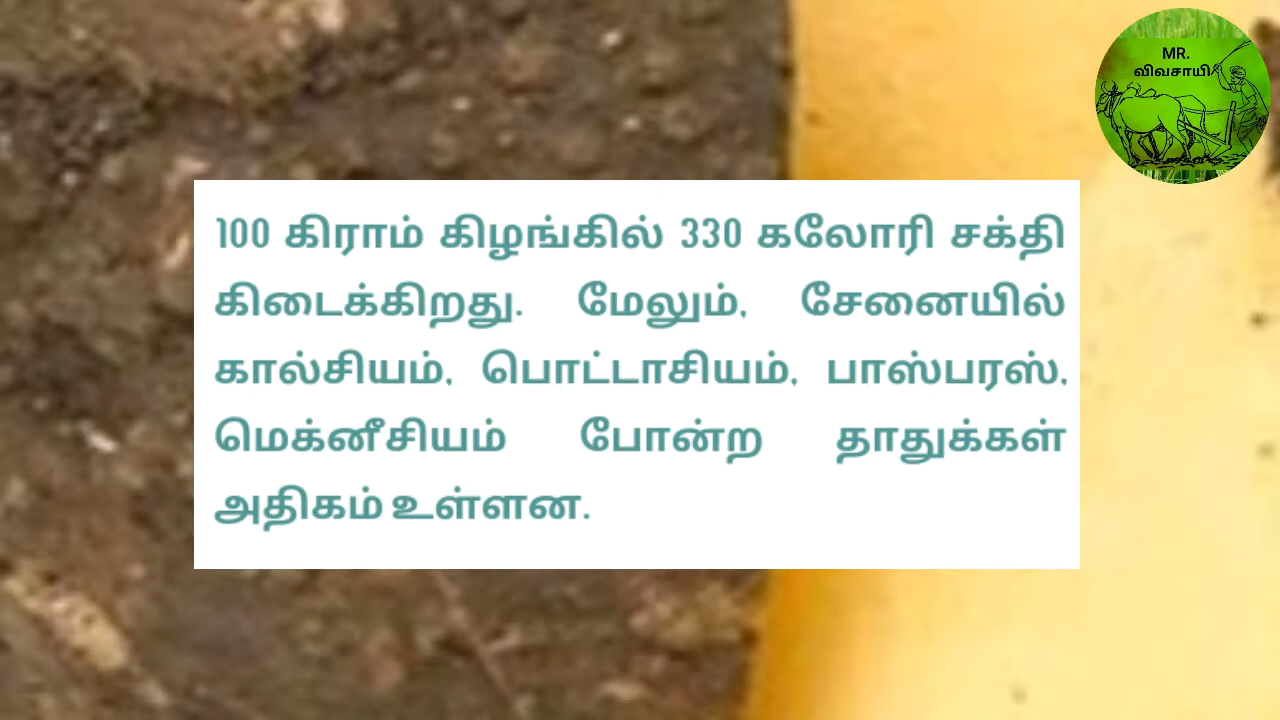 MR.
விவசாயி
100 கிராம் கிழங்கில் 330 கலோரி சக்தி
கிடைக்கிறது. மேலும், சேனையில்
கால்சியம், பொட்டாசியம், பாஸ்பரஸ்,
மெக்னீசியம் போன்ற தாதுக்கள்
அதிகம் உள்ளன.